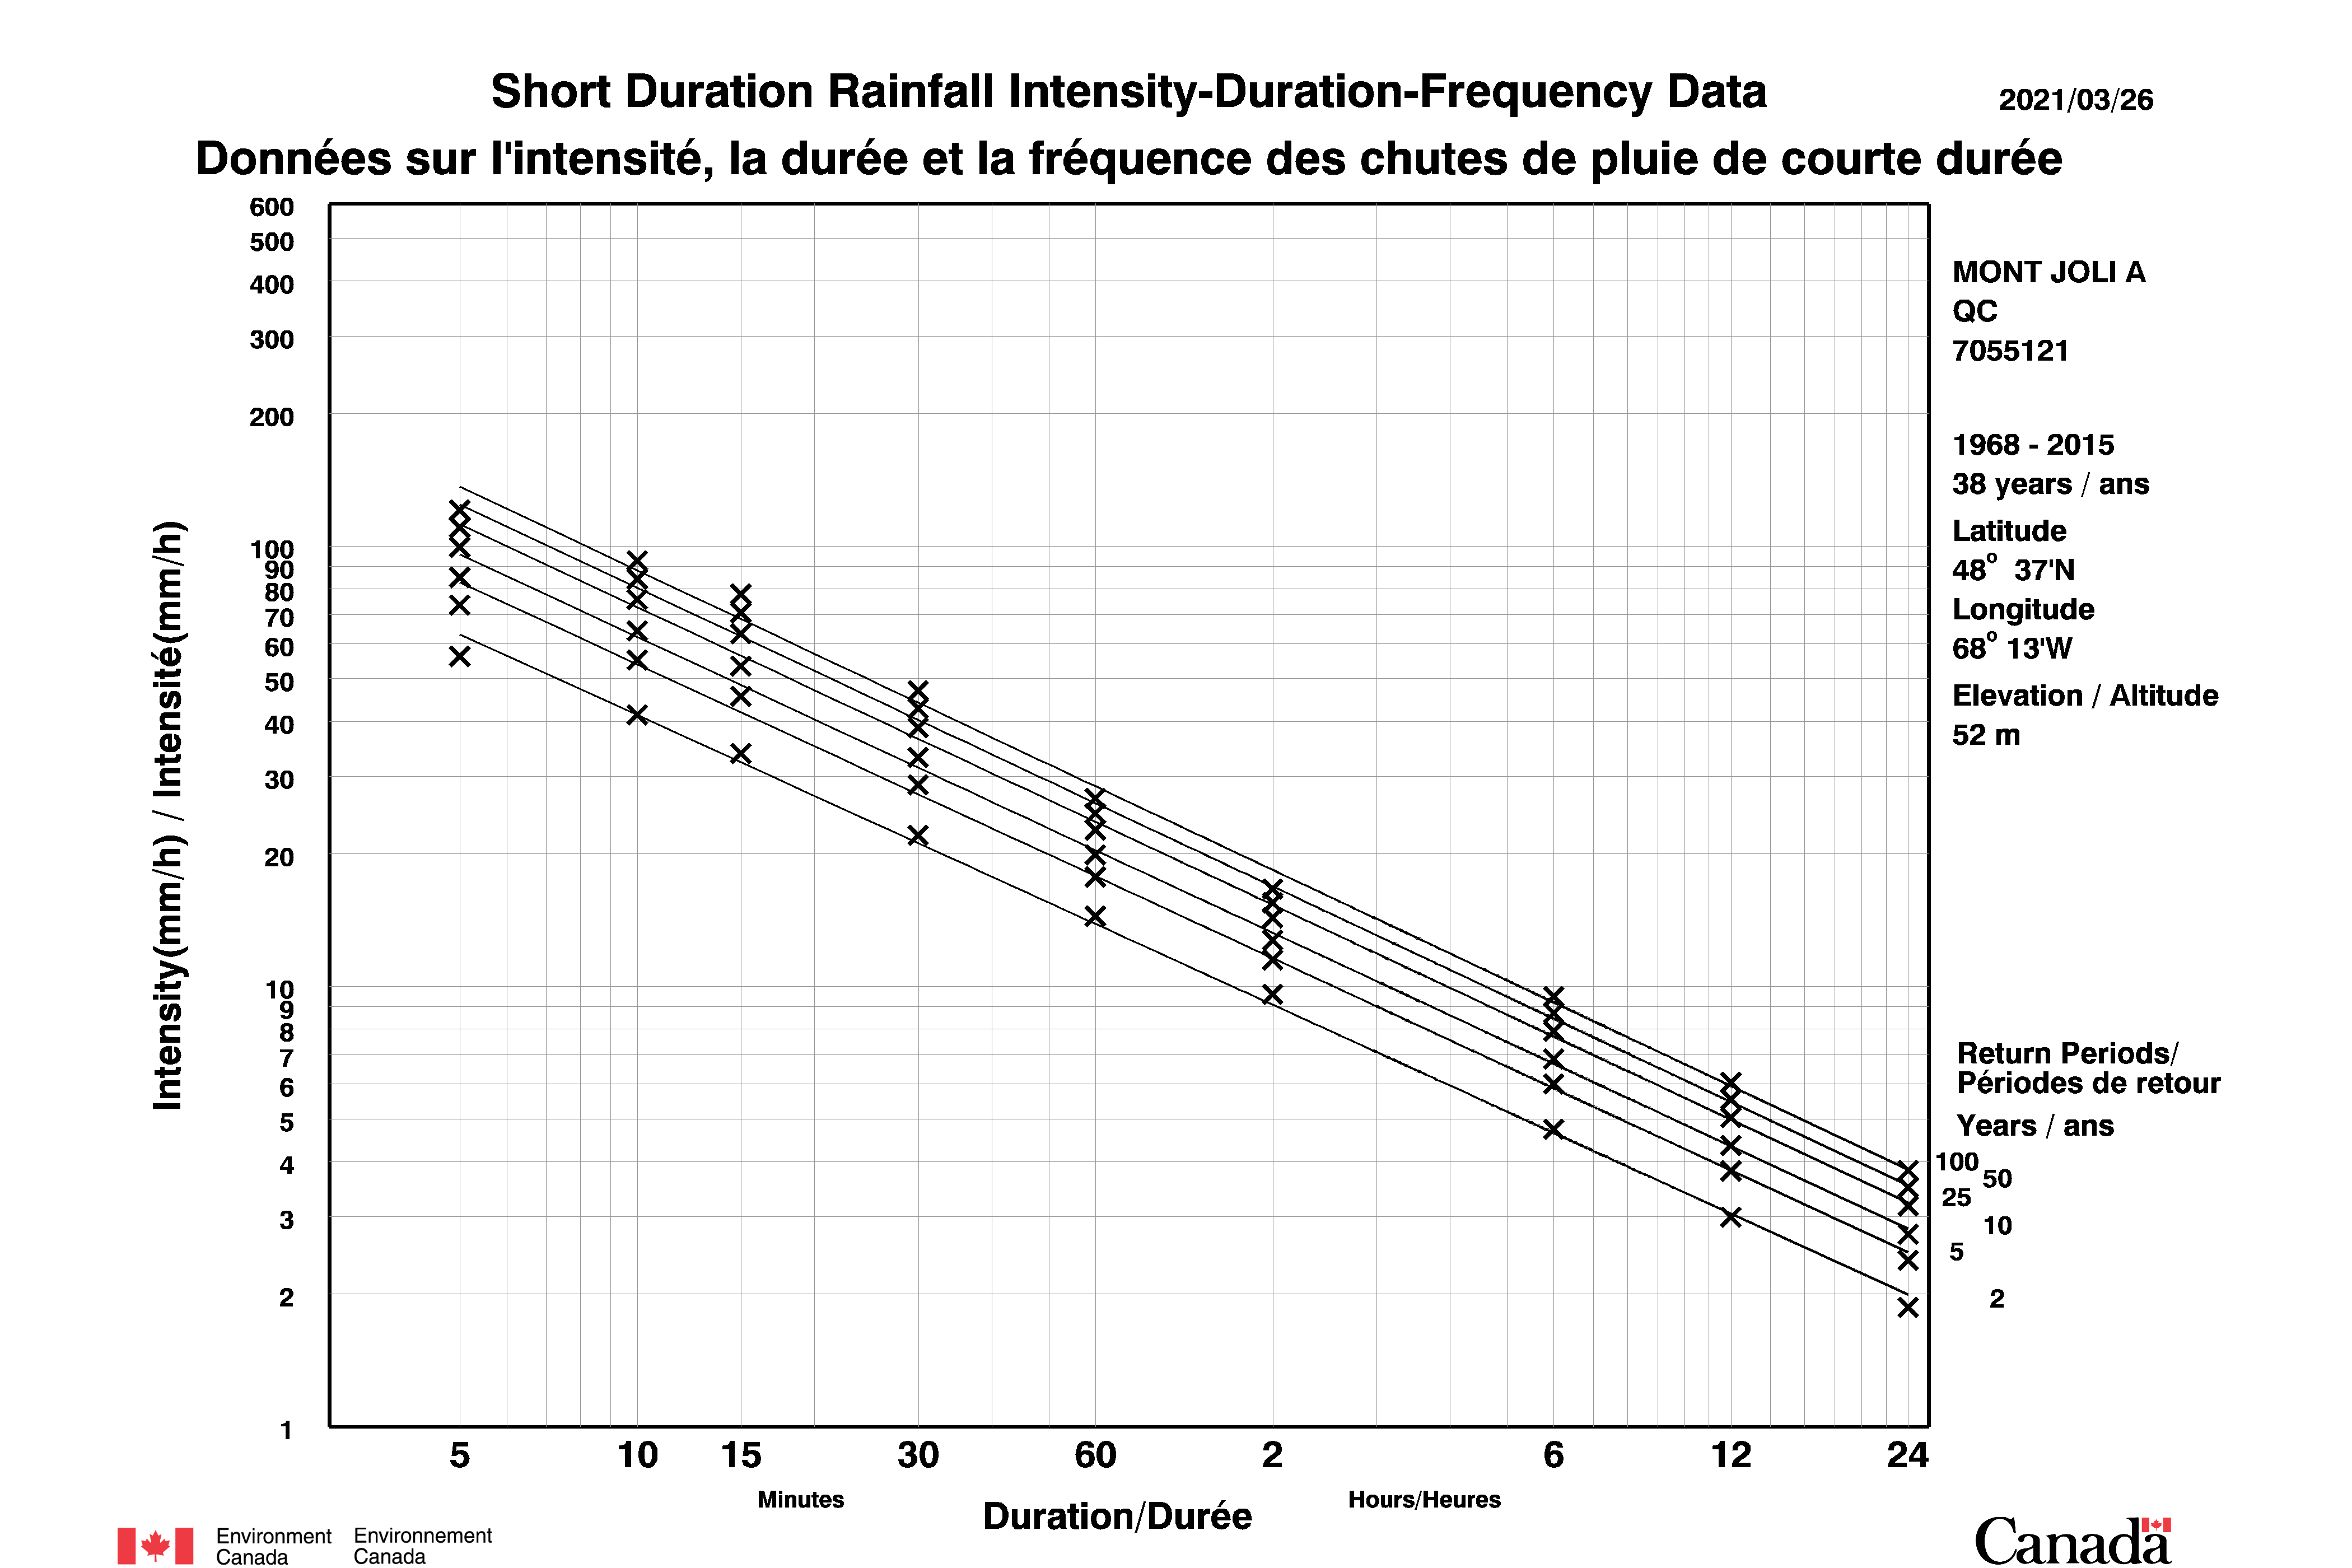 Short Duration Rainfall Intensity-Duration-Frequency Data
2021/03/26
Données sur l'intensité, la durée et la fréquence des chutes de pluie de courte durée
600
500
400
300
200
100
90
80
70
60
50
40
30
20
10
9
8
7
6
5
4
3
2
1
Intensity(mm/h) / Intensité(mm/h)
MONT JOLI A
QC
7055121
1968 - 2015
38 years / ans
Latitude
48° 37'N
Longitude
68° 13'W
Elevation / Altitude
52 m
Return Periods/
Périodes de retour
Years / ans
100
50
25
10
5
2
5 10 15 30 60 2 6 12 24
Minutes
Hours/Heures
Duration/Durée
Environment
Canada
Environnement
Canada
Canada